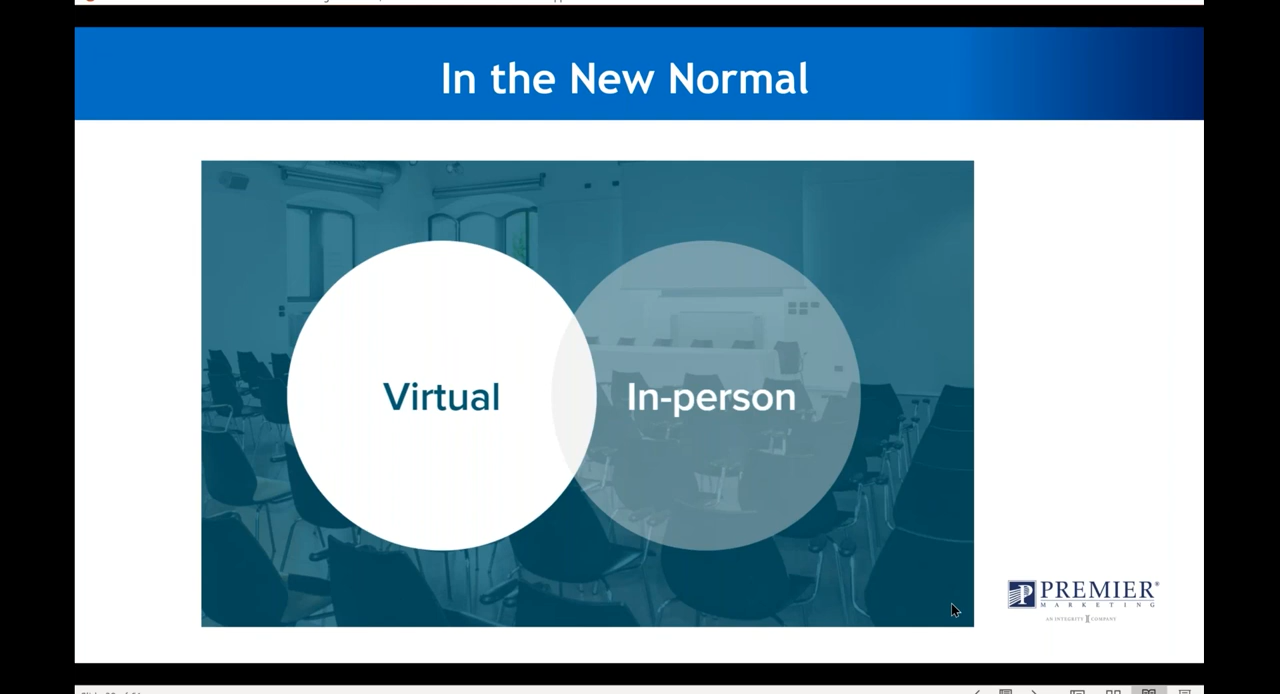 In the New Normal
Virtual
In-person
PREMIER®
MARKETING
AN INTEGRITY COMPANY